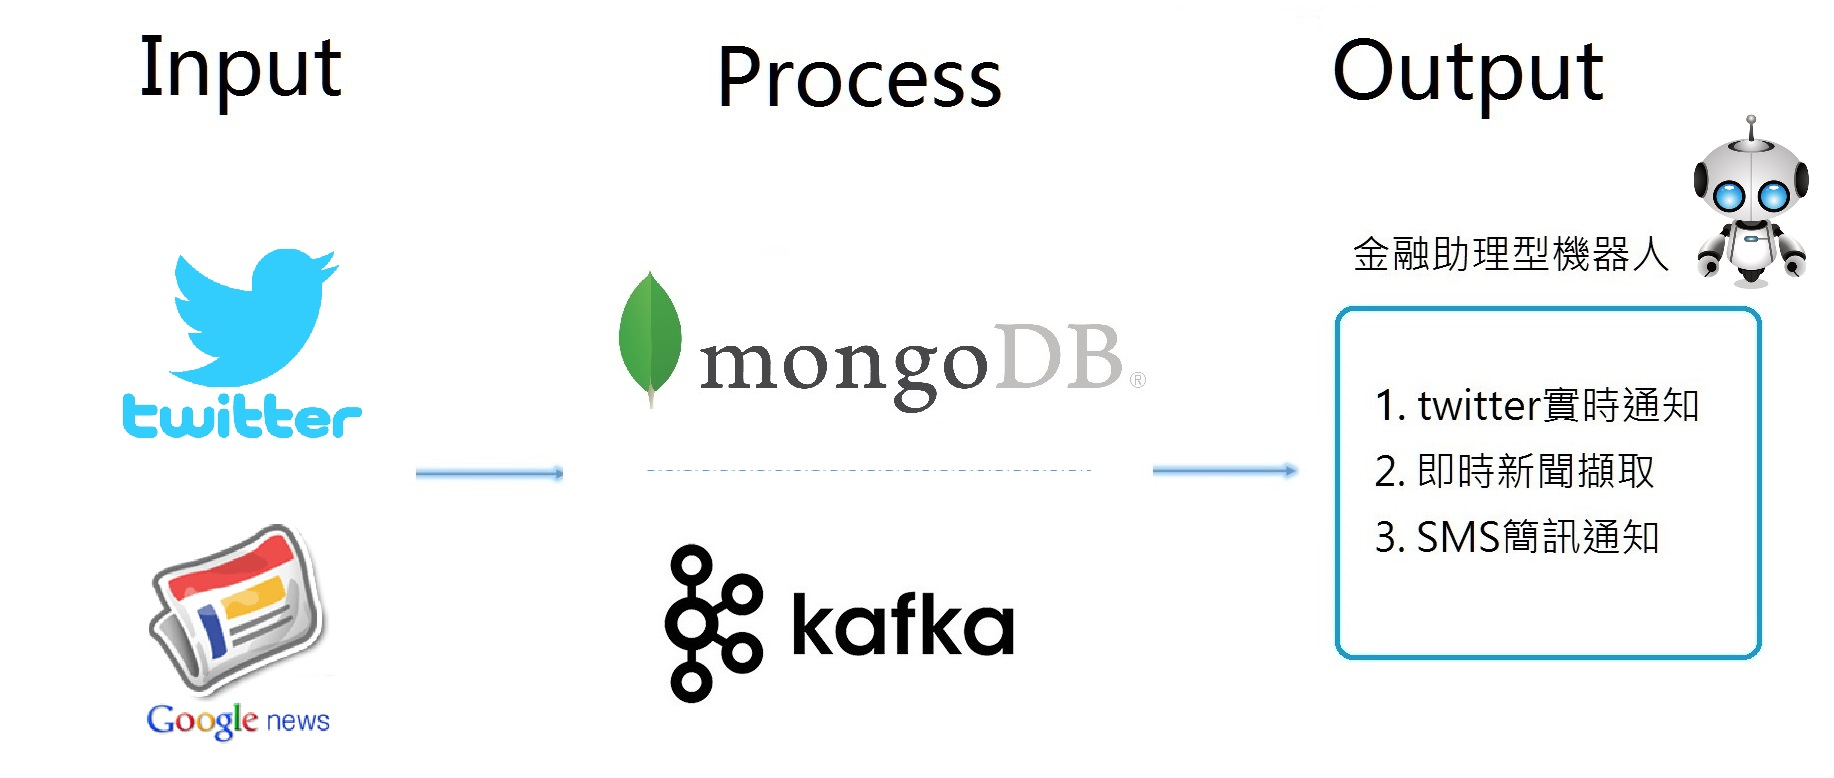 Input
Process
Output
twitter
Google news
mongoDB®
kafka
金融助理型機器人
1. twitter實時通知
2. 即時新聞擷取
3. SMS簡訊通知